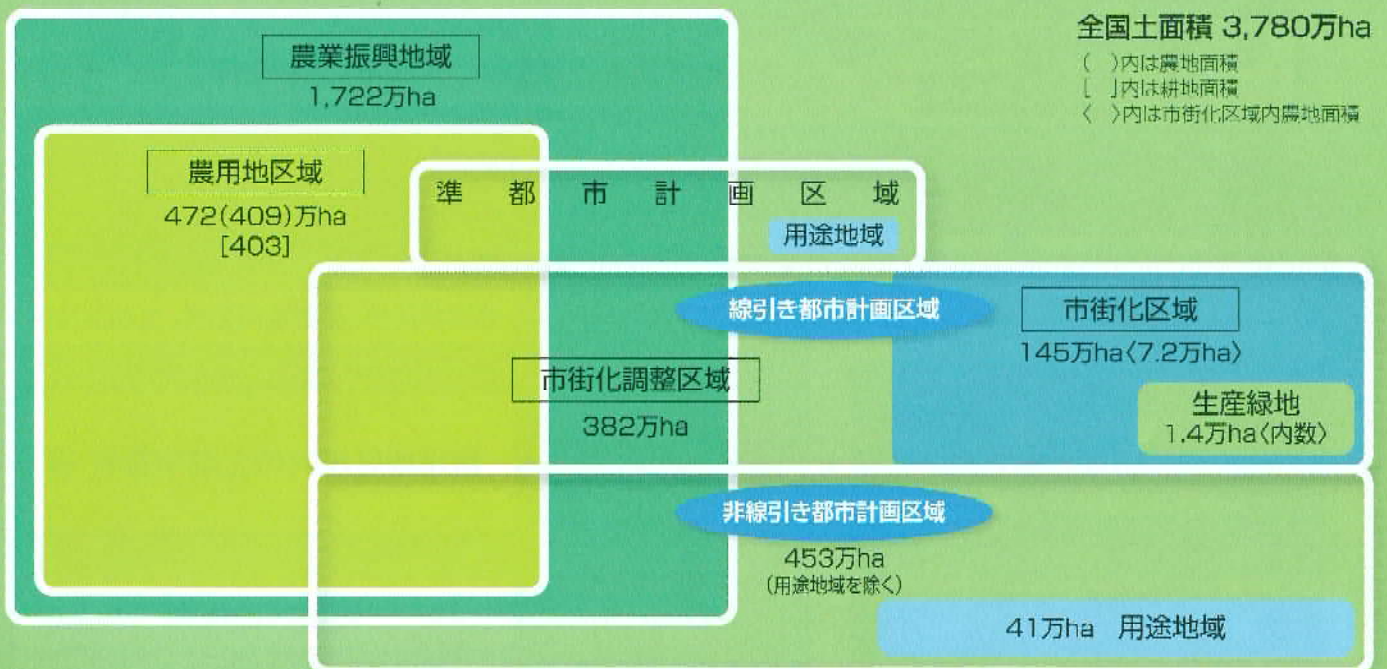 全国土面積 3,780万ha
( )内は農地面積
[ ]内は耕地面積
〈 〉内は市街化区域内農地面積
農業振興地域
1,722万ha
農用地区域
472(409)万ha
[403]
準都市計画区域
用途地域
線引き都市計画区域
市街化区域
145万ha〈7.2万ha〉
市街化調整区域
382万ha
生産緑地
1.4万ha〈内数〉
非線引き都市計画区域
453万ha
(用途地域を除く)
41万ha 用途地域